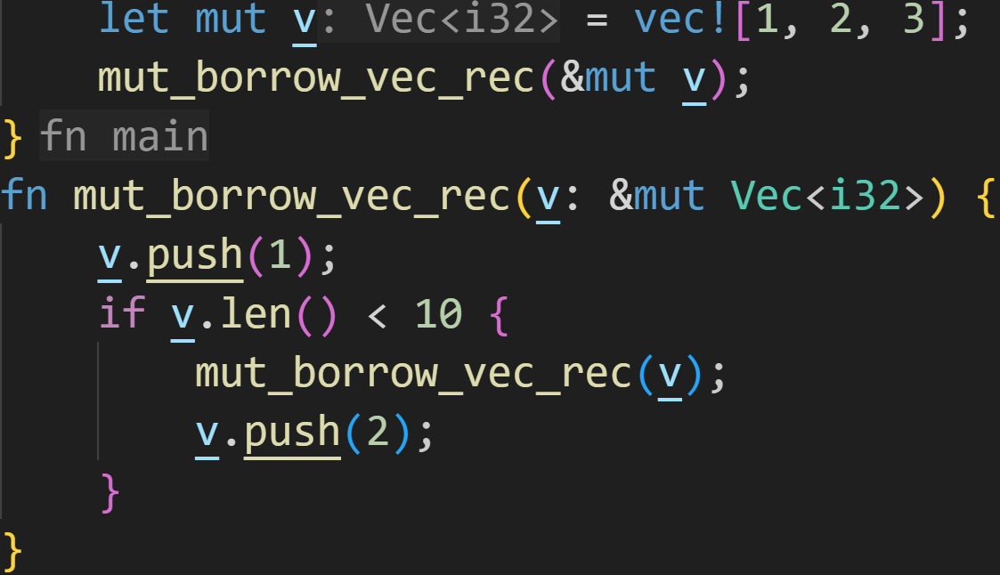 let mut v: Vec<i32> = vec![1, 2, 3];
mut_borrow_vec_rec(&mut v);
} fn main
fn mut_borrow_vec_rec(v: &mut Vec<i32>) {
v.push(1);
if v.len() < 10 {
mut_borrow_vec_rec(v);
v.push(2);
}
}